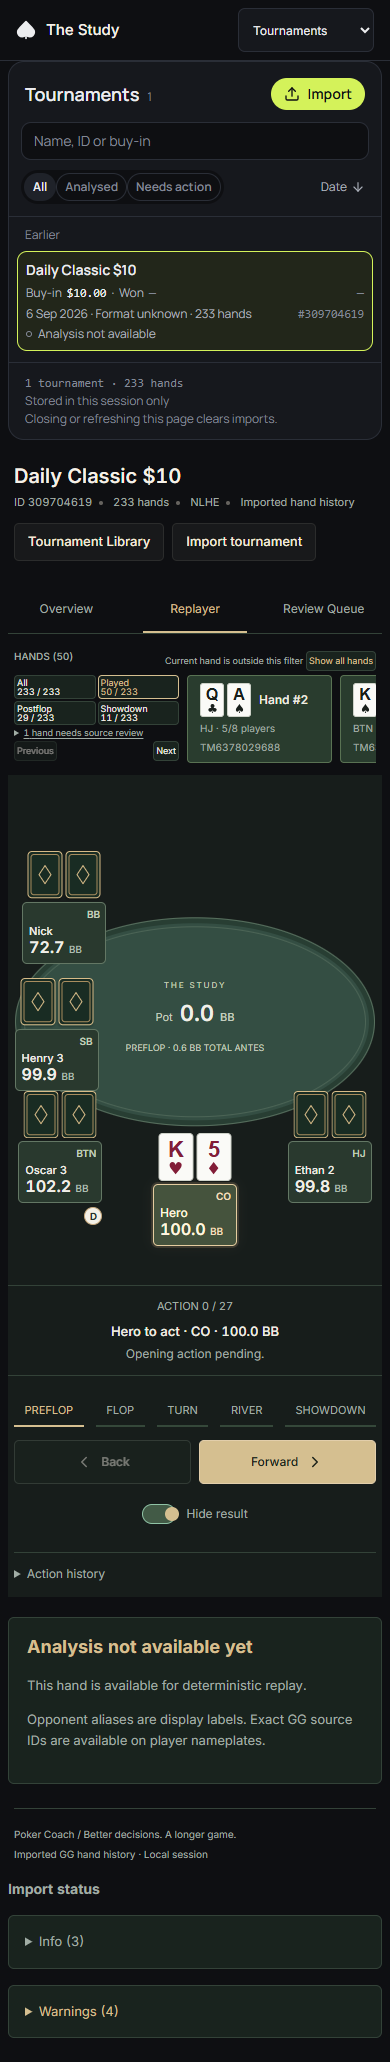 The Study
Tournaments
Tournaments 1
Import
Name, ID or buy-in
All
Analysed
Needs action
Date ↓
Earlier
Daily Classic $10
Buy-in $10.00 · Won —
—
6 Sep 2026 · Format unknown · 233 hands
#309704619
Analysis not available
1 tournament · 233 hands
Stored in this session only
Closing or refreshing this page clears imports.
Daily Classic $10
ID 309704619 • 233 hands • NLHE • Imported hand history
Tournament Library
Import tournament
Overview
Replayer
Review Queue
HANDS (50)
Current hand is outside this filter
Show all hands
All
233 / 233
Played
50 / 233
Postflop
29 / 233
Showdown
11 / 233
1 hand needs source review
Previous
Next
Q♣
A♠
Hand #2
HJ · 5/8 players
TM6378029688
K♠
BTN
TM6
BB
Nick
72.7 BB
THE STUDY
Pot 0.0 BB
PREFLOP · 0.6 BB TOTAL ANTES
SB
Henry 3
99.9 BB
BTN
Oscar 3
102.2 BB
D
K♥
5♦
CO
Hero
100.0 BB
HJ
Ethan 2
99.8 BB
ACTION 0 / 27
Hero to act · CO · 100.0 BB
Opening action pending.
PREFLOP
FLOP
TURN
RIVER
SHOWDOWN
Back
Forward
Hide result
Action history
Analysis not available yet
This hand is available for deterministic replay.
Opponent aliases are display labels. Exact GG source
IDs are available on player nameplates.
Poker Coach / Better decisions. A longer game.
Imported GG hand history · Local session
Import status
Info (3)
Warnings (4)